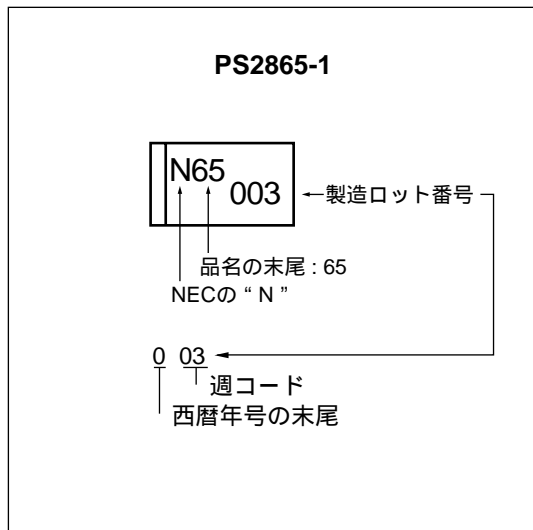 PS2865-1
N65
003
製造ロット番号
品名の末尾 : 65
NECの “ N ”
0 03
週コード
西暦年号の末尾